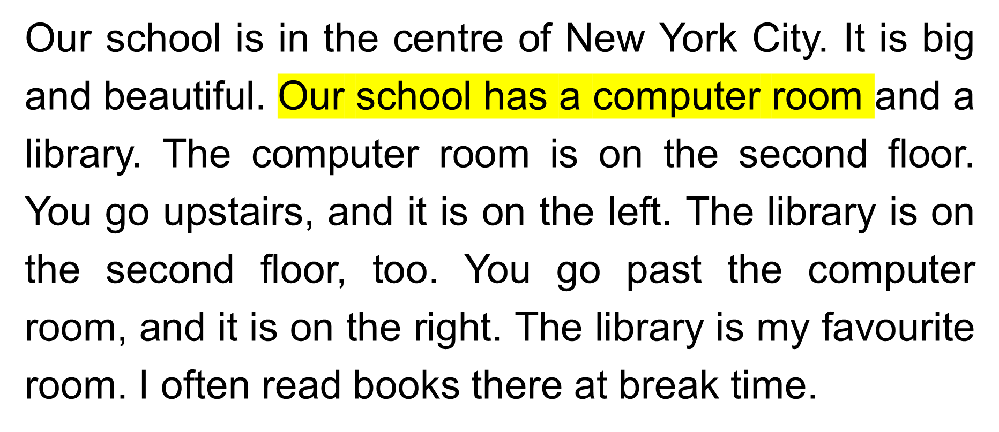 Our school is in the centre of New York City. It is big
and beautiful. Our school has a computer room and a
library. The computer room is on the second floor.
You go upstairs, and it is on the left. The library is on
the second floor, too. You go past the computer
room, and it is on the right. The library is my favourite
room. I often read books there at break time.